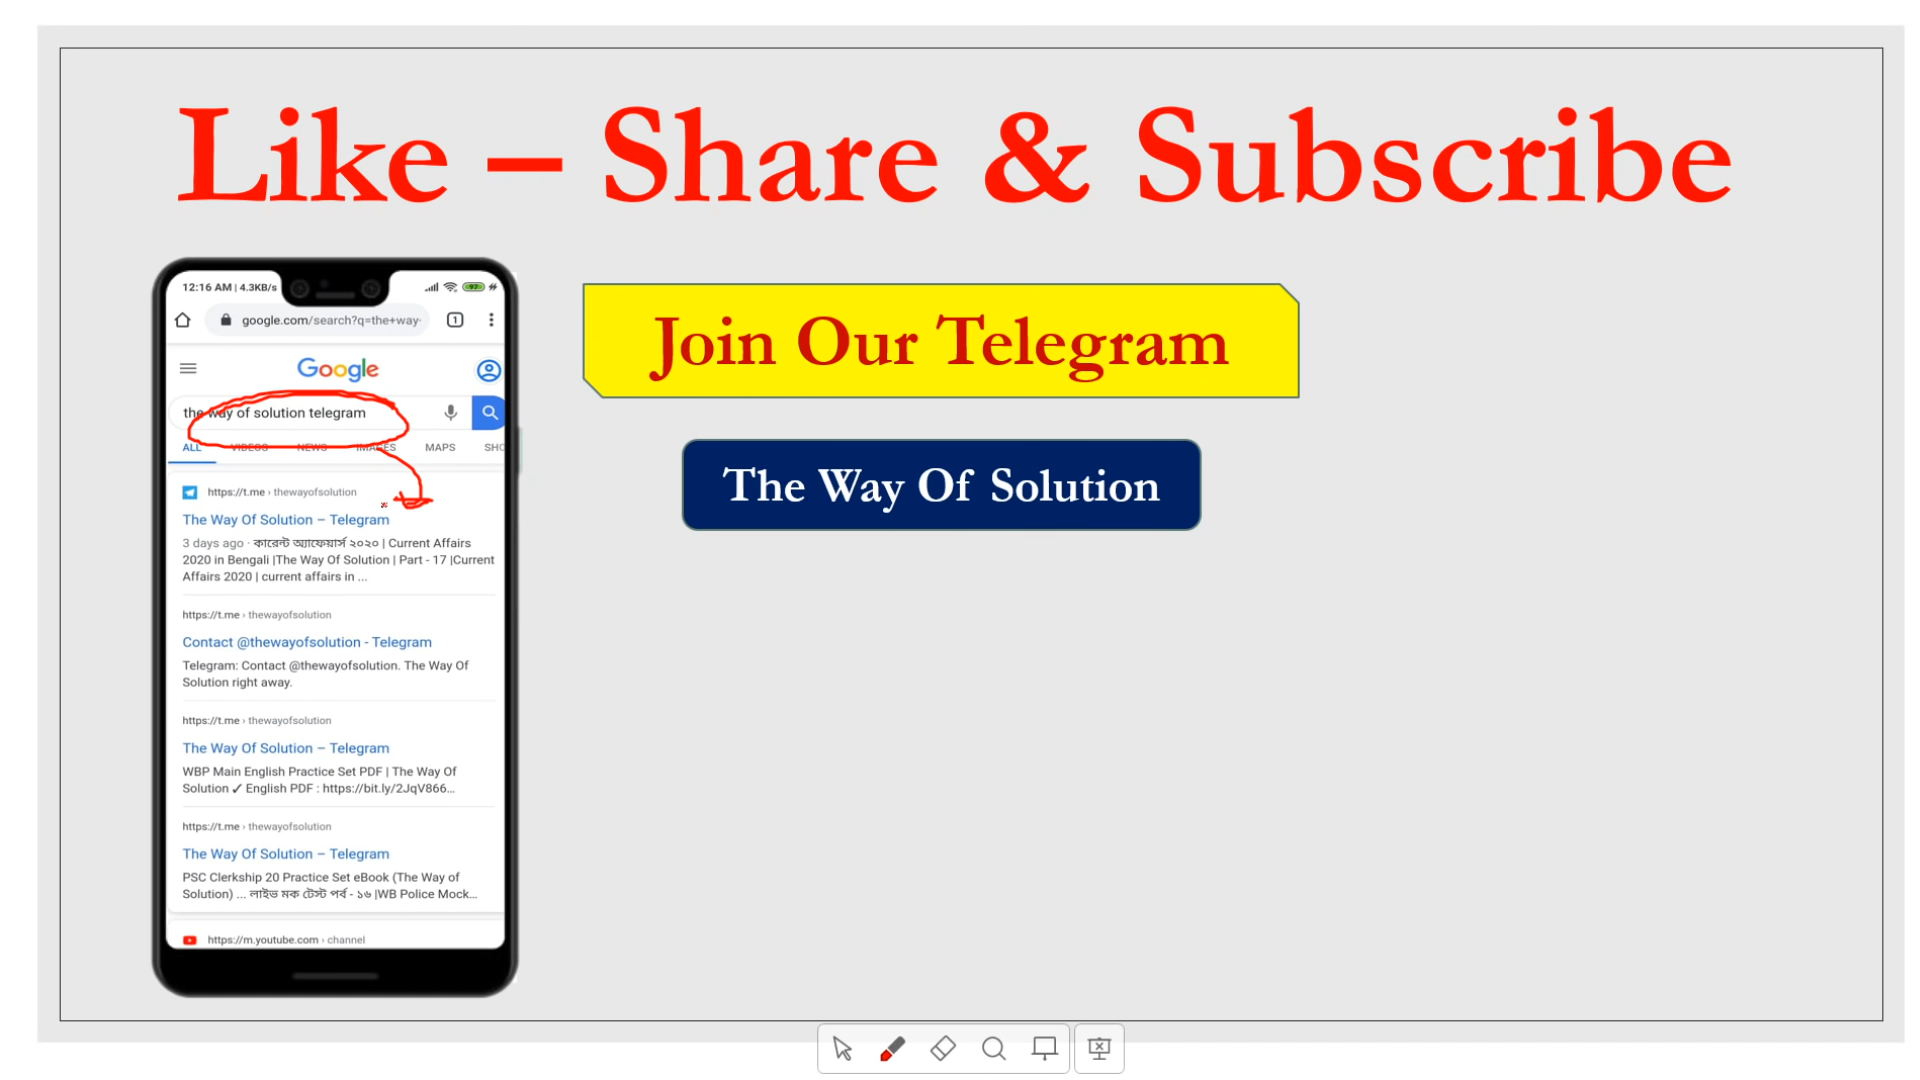 Like – Share & Subscribe
12:16 AM | 4.3KB/s
97
google.com/search?q=the+way-
1
Google
the way of solution telegram
ALL VIDEOS NEWS IMAGES MAPS SHO
https://t.me › thewayofsolution
The Way Of Solution – Telegram
3 days ago · কারেন্ট অ্যাফেয়ার্স ২০২০ | Current Affairs
2020 in Bengali |The Way Of Solution | Part - 17 |Current
Affairs 2020 | current affairs in ...
https://t.me › thewayofsolution
Contact @thewayofsolution - Telegram
Telegram: Contact @thewayofsolution. The Way Of
Solution right away.
https://t.me › thewayofsolution
The Way Of Solution – Telegram
WBP Main English Practice Set PDF | The Way Of
Solution ✓ English PDF : https://bit.ly/2JqV866...
https://t.me › thewayofsolution
The Way Of Solution – Telegram
PSC Clerkship 20 Practice Set eBook (The Way of
Solution) ... লাইভ মক টেস্ট পর্ব - ১৬ |WB Police Mock...
https://m.youtube.com › channel
Join Our Telegram
The Way Of Solution